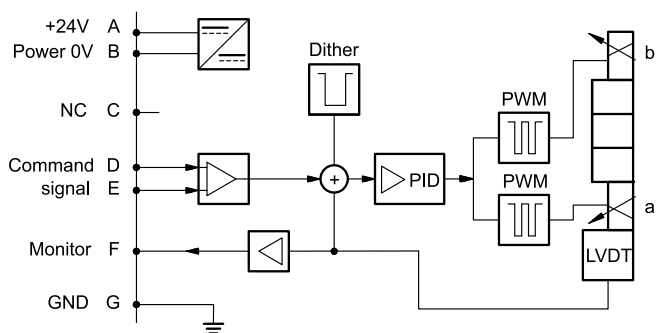 +24V A
Power 0V B
Dither
b
NC C
PWM
Command D
signal E
+
PID
PWM
a
Monitor F
LVDT
GND G